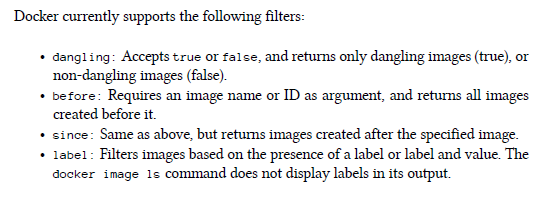 Docker currently supports the following filters:
• dangling: Accepts true or false, and returns only dangling images (true), or
non-dangling images (false).
• before: Requires an image name or ID as argument, and returns all images
created before it.
• since: Same as above, but returns images created after the specified image.
• label: Filters images based on the presence of a label or label and value. The
docker image ls command does not display labels in its output.